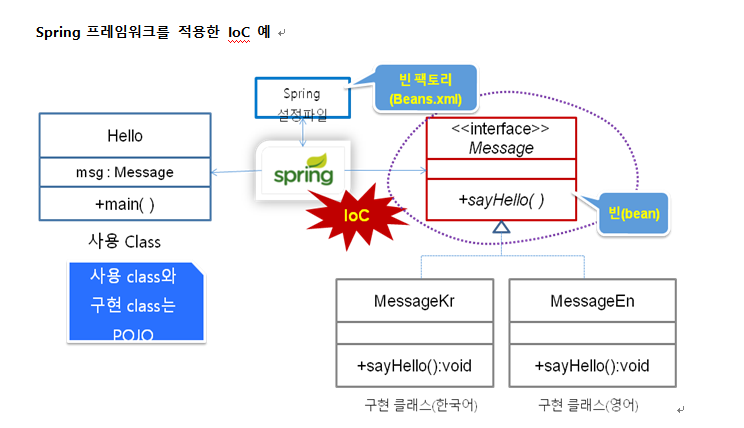 Spring 프레임워크를 적용한 IoC 예
Spring
설정파일
빈 팩토리
(Beans.xml)
Hello
msg : Message
+main( )
사용 Class
spring
IoC
<<interface>>
Message
+sayHello( )
빈(bean)
사용 class와
구현 class는
POJO
MessageKr
+sayHello():void
구현 클래스(한국어)
MessageEn
+sayHello():void
구현 클래스(영어)